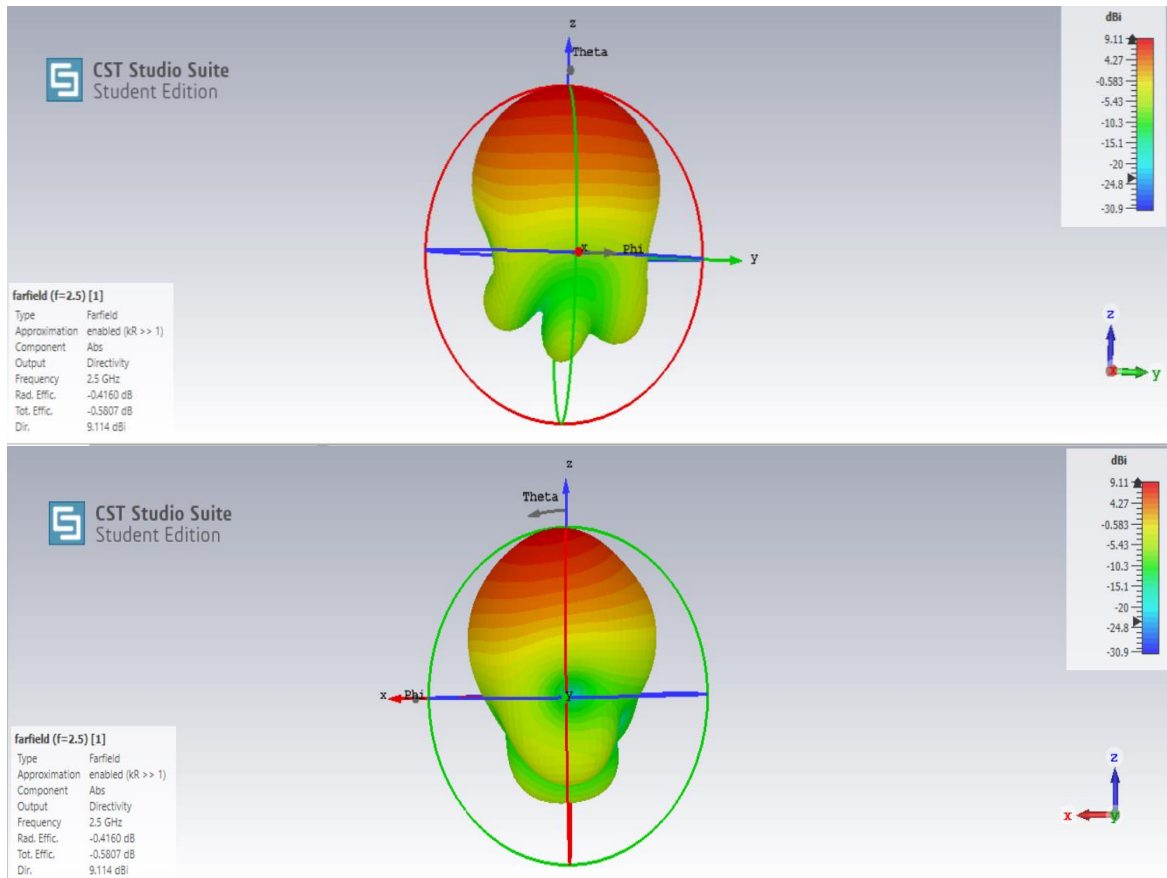 z
dBi
Theta
CST Studio Suite
Student Edition
9.11
4.27
-0.583
-5.43
-10.3
-15.1
-20
-24.8
-30.9
x
Phi
y
farfield (f=2.5) [1]
Type Farfield
Approximation enabled (kR >> 1)
Component Abs
Output Directivity
Frequency 2.5 GHz
Rad. Effic. -0.4160 dB
Tot. Effic. -0.5807 dB
Dir. 9.114 dBi
z
x y
z
dBi
Theta
CST Studio Suite
Student Edition
9.11
4.27
-0.583
-5.43
-10.3
-15.1
-20
-24.8
-30.9
x Phi y
farfield (f=2.5) [1]
Type Farfield
Approximation enabled (kR >> 1)
Component Abs
Output Directivity
Frequency 2.5 GHz
Rad. Effic. -0.4160 dB
Tot. Effic. -0.5807 dB
Dir. 9.114 dBi
z
x y